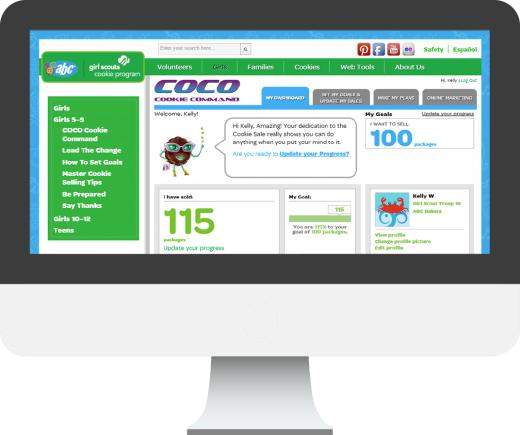 Enter your search here...
Safety | Español
abc
girl scouts
cookie program
Volunteers Girls Families Cookies Web Tools About Us
Hi, Kelly | Log Out
COCO
COOKIE COMMAND
MY DASHBOARD
SET MY GOALS &
UPDATE MY SALES
MAKE MY PLANS
ONLINE MARKETING
Girls
Girls 5-9
COCO Cookie
Command
Lead The Change
How To Set Goals
Master Cookie
Selling Tips
Be Prepared
Say Thanks
Girls 10-12
Teens
Welcome, Kelly!
Hi Kelly, Amazing! Your dedication to the
Cookie Sale really shows you can do
anything when you put your mind to it.
Are you ready to Update your Progress?
My Goals Update your progress
I WANT TO SELL:
100 packages
I have sold:
115
packages
Update your progress
My Goal:
115
You are 115% to your
goal of 100 packages.
Kelly W
Girl Scout Troop 10
ABC Bakers
View profile
Change profile picture
Edit profile